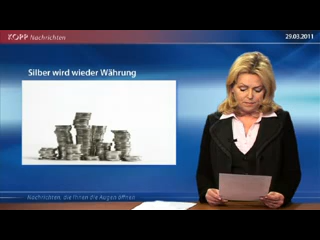 KOPP Nachrichten
29.03.2011
Silber wird wieder Währung
Nachrichten, die Ihnen die Augen öffnen